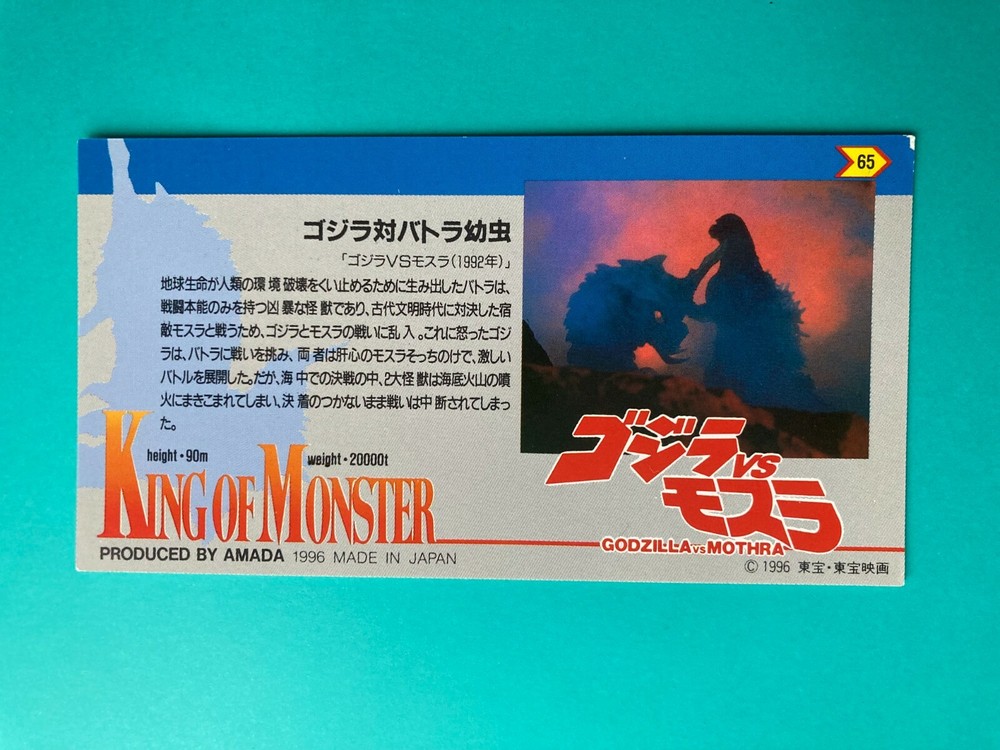 65
ゴジラ対バトラ幼虫
「ゴジラVSモスラ(1992年)」
地球生命が人類の環境破壊をくい止めるために生み出したバトラは、
戦闘本能のみを持つ凶暴な怪獣であり、古代文明時代に対決した宿
敵モスラと戦うため、ゴジラとモスラの戦いに乱入。これに怒ったゴジ
ラは、バトラに戦いを挑み、両者は肝心のモスラそっちのけで、激しい
バトルを展開した。だが、海中での決戦の中、2大怪獣は海底火山の噴
火にまきこまれてしまい、決着のつかないまま戦いは中断されてしまっ
た。
height・90m
weight・20000t
KING OF MONSTER
PRODUCED BY AMADA 1996 MADE IN JAPAN
ゴジラVS
モスラ
GODZILLA vs MOTHRA
© 1996 東宝・東宝映画